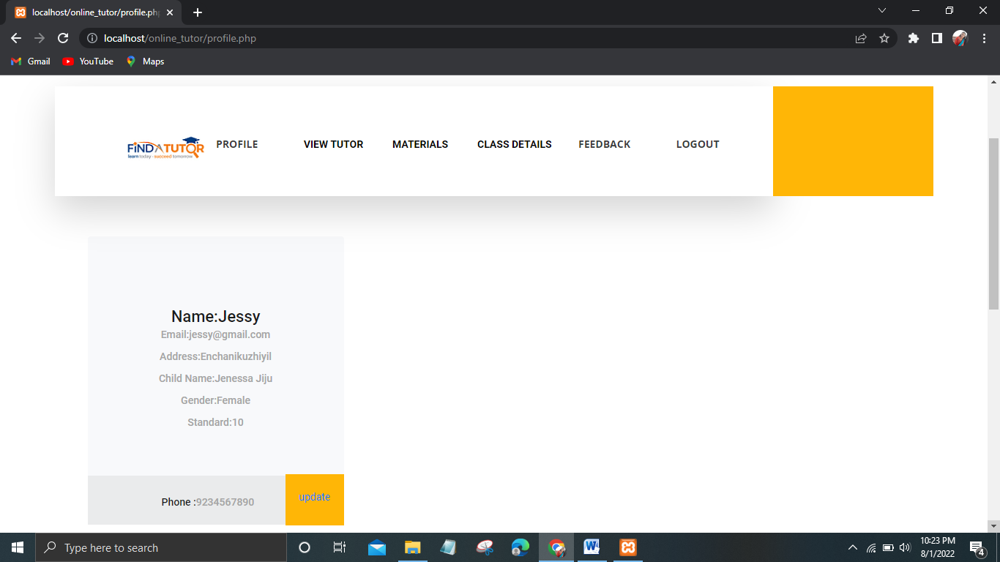 localhost/online_tutor/profile.php
localhost/online_tutor/profile.php
Gmail YouTube Maps
FINDATUTOR
learn today - succeed tomorrow
PROFILE VIEW TUTOR MATERIALS CLASS DETAILS FEEDBACK LOGOUT
Name:Jessy
Email:jessy@gmail.com
Address:Enchanikuzhiyil
Child Name:Jenessa Jiju
Gender:Female
Standard:10
Phone :9234567890
update
Type here to search
10:23 PM
8/1/2022
4